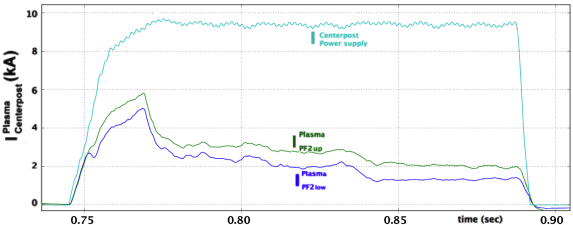 I Plasma
Centerpost (kA)
10
8
6
4
2
0
Centerpost
Power supply
Plasma
PF2 up
Plasma
PF2 low
0.75
0.80
0.85
time (sec)
0.90